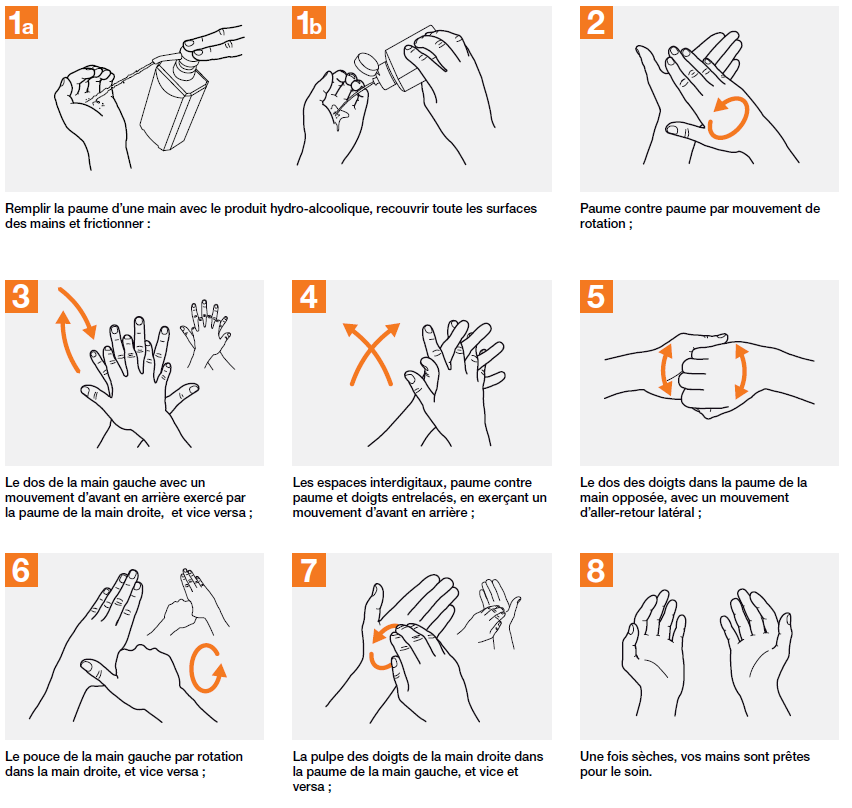 1a
1b
Remplir la paume d’une main avec le produit hydro-alcoolique, recouvrir toute les surfaces
des mains et frictionner :
2
Paume contre paume par mouvement de
rotation ;
3
Le dos de la main gauche avec un
mouvement d’avant en arrière exercé par
la paume de la main droite, et vice versa ;
4
Les espaces interdigitaux, paume contre
paume et doigts entrelacés, en exerçant un
mouvement d’avant en arrière ;
5
Le dos des doigts dans la paume de la
main opposée, avec un mouvement
d’aller-retour latéral ;
6
Le pouce de la main gauche par rotation
dans la main droite, et vice versa ;
7
La pulpe des doigts de la main droite dans
la paume de la main gauche, et vice et
versa ;
8
Une fois sèches, vos mains sont prêtes
pour le soin.